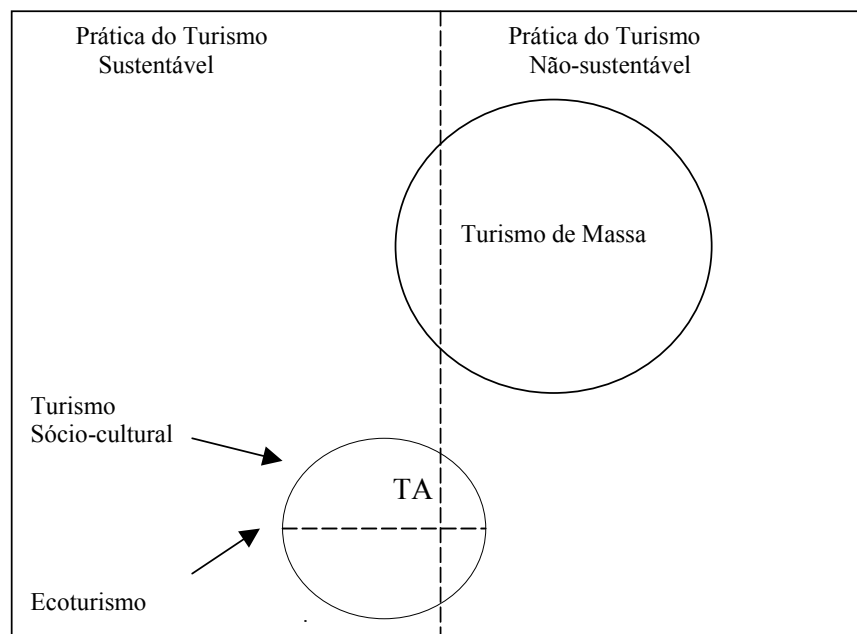 Prática do Turismo
Sustentável
Prática do Turismo
Não-sustentável
Turismo de Massa
Turismo
Sócio-cultural
TA
Ecoturismo